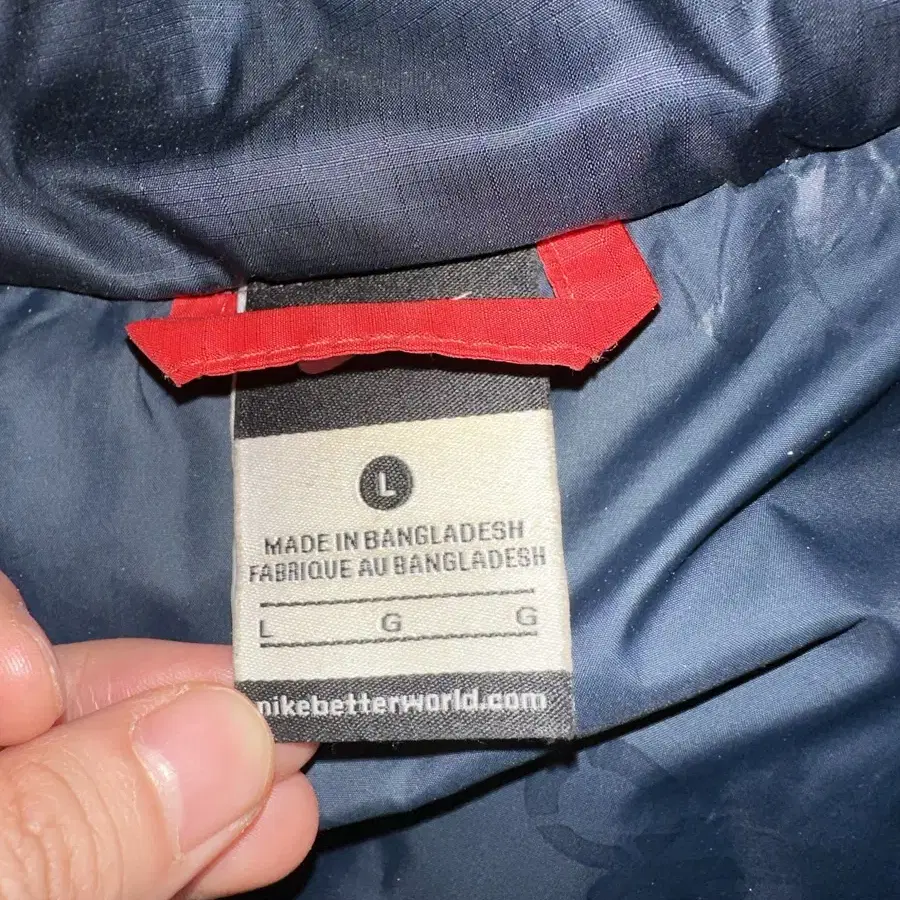 L
MADE IN BANGLADESH
FABRIQUE AU BANGLADESH
L G G
nikebetterworld.com